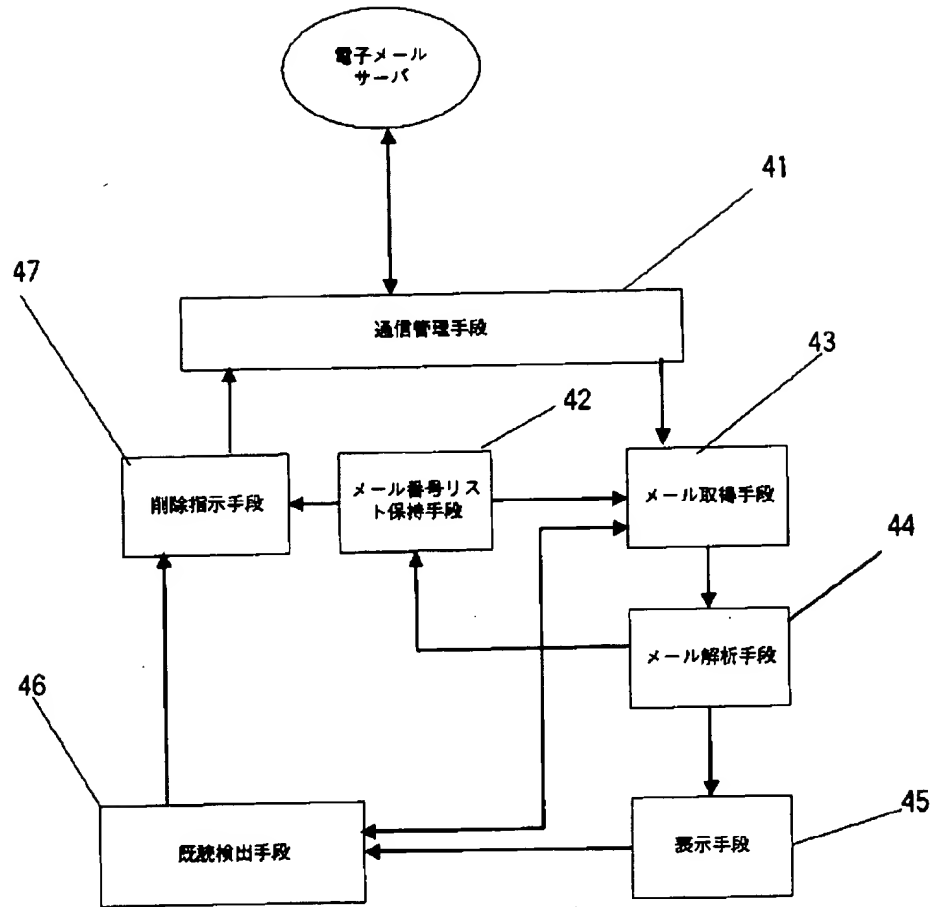 電子メール
サーバ
41
47
通信管理手段
43
42
削除指示手段
メール番号リス
ト保持手段
メール取得手段
44
メール解析手段
46
45
既読検出手段
表示手段